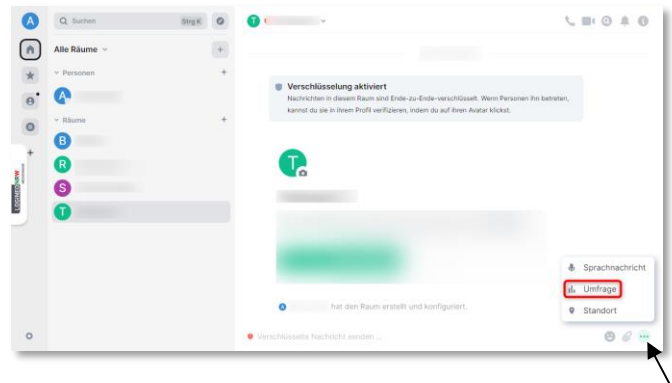 A
Suchen
Strg K
T
Alle Räume
Personen
A
Räume
B
R
S
T
LOGINEO NRW
Verschlüsselung aktiviert
Nachrichten in diesem Raum sind Ende-zu-Ende-verschlüsselt. Wenn Personen ihn betreten,
kannst du sie in ihrem Profil verifizieren, indem du auf ihren Avatar klickst.
T
hat den Raum erstellt und konfiguriert.
Sprachnachricht
Umfrage
Standort
Verschlüsselte Nachricht senden ...